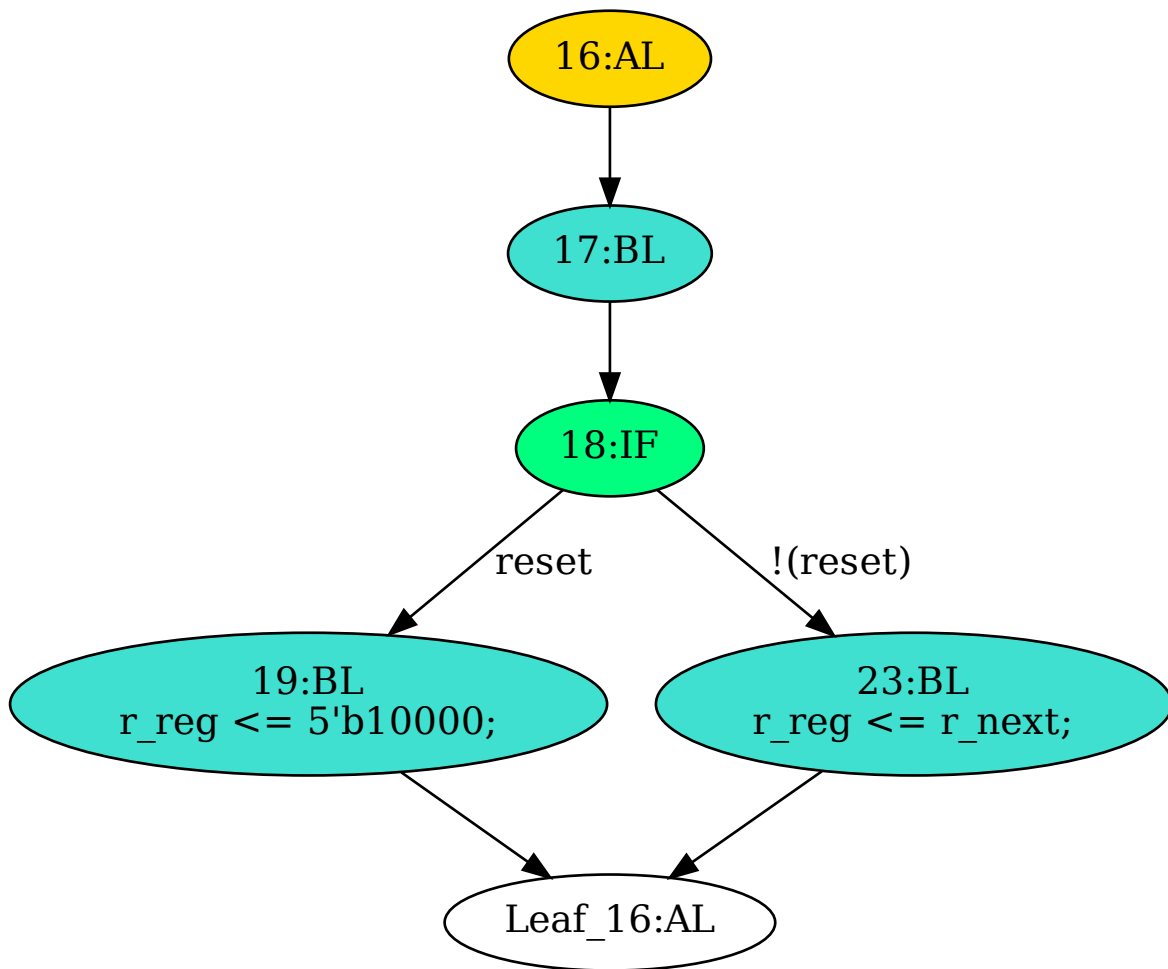 16:AL
17:BL
18:IF
reset
!(reset)
19:BL
r_reg <= 5'b10000;
23:BL
r_reg <= r_next;
Leaf_16:AL